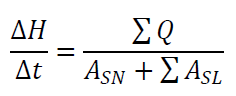 ΔH/Δt = ∑Q/(A_SN + ∑A_SL)